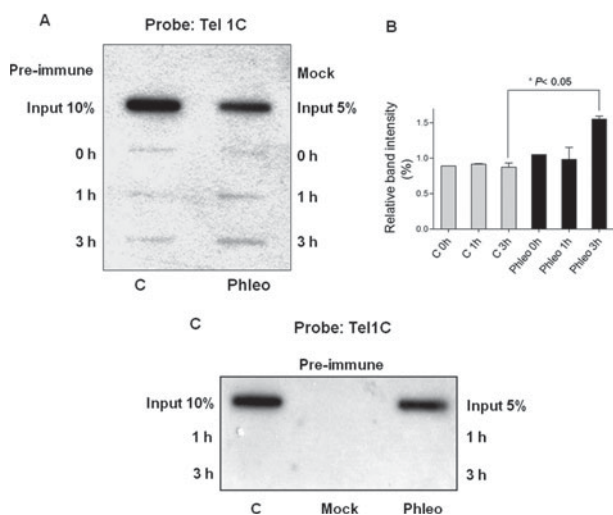 A
Probe: Tel 1C
Pre-immune
Mock
Input 10%
Input 5%
0 h
0 h
1 h
1 h
3 h
3 h
C
Phleo
B
* P< 0.05
Relative band intensity
(%)
1.5
1.0
0.5
0.0
C 0h
C 1h
C 3h
Phleo 0h
Phleo 1h
Phleo 3h
C
Probe: Tel1C
Pre-immune
Input 10%
Input 5%
1 h
1 h
3 h
3 h
C
Mock
Phleo